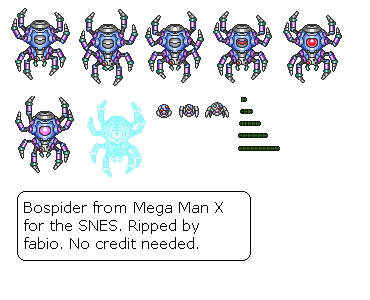 Bospider from Mega Man X
for the SNES. Ripped by
fabio. No credit needed.